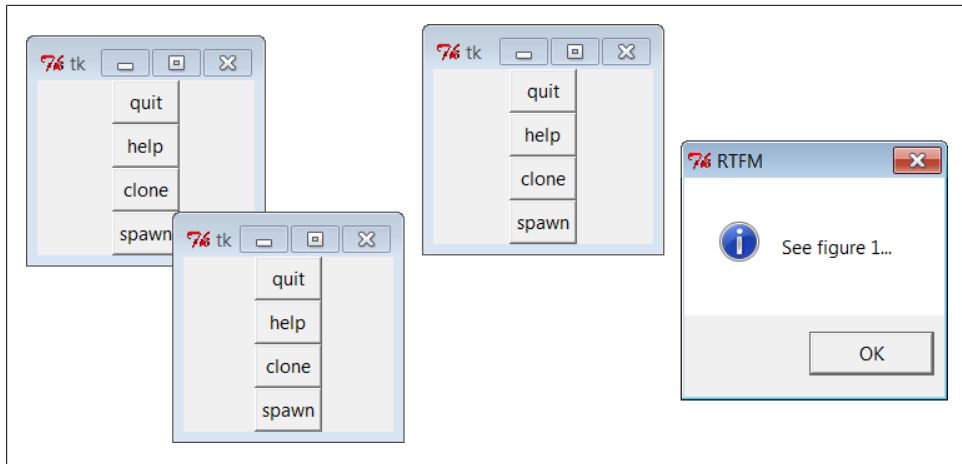 tk
quit
help
clone
spawn
tk
quit
help
clone
spawn
tk
quit
help
clone
spawn
RTFM
See figure 1...
OK